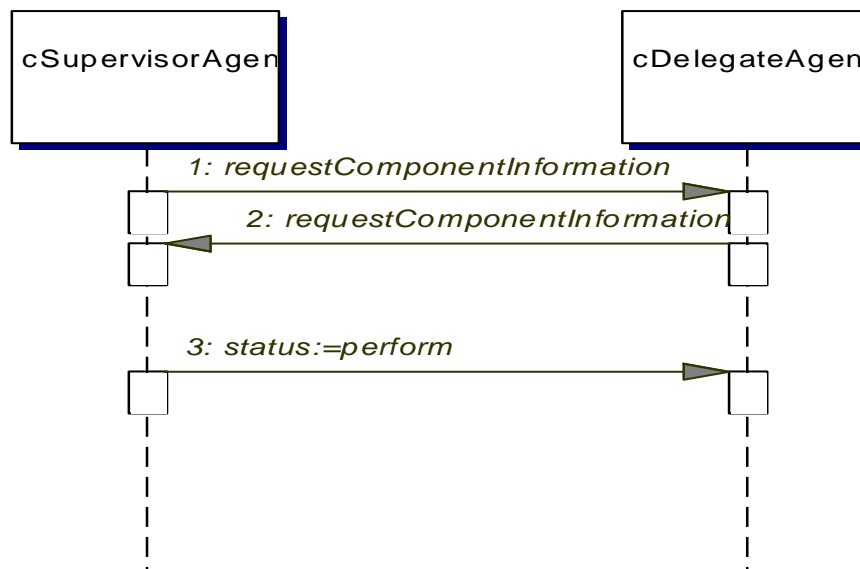 cSupervisorAgen
cDelegateAgen
1: requestComponentInformation
2: requestComponentInformation
3: status:=perform